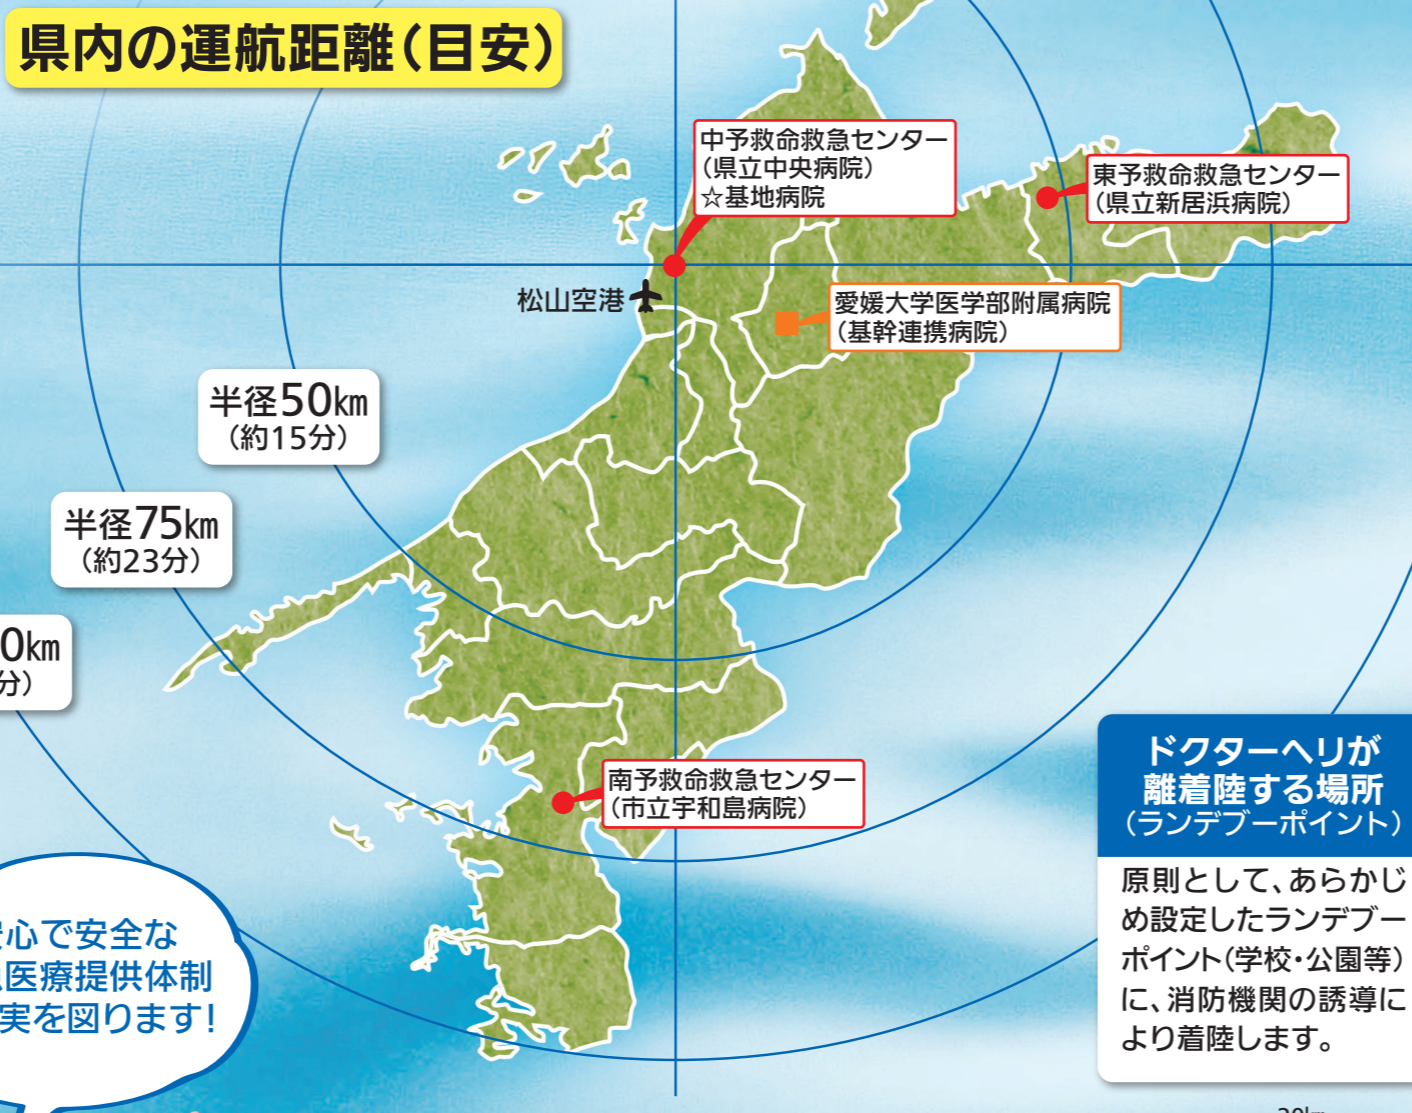 県内の運航距離（目安）
中予救命救急センター
（県立中央病院）
☆基地病院
東予救命救急センター
（県立新居浜病院）
松山空港
愛媛大学医学部附属病院
（基幹連携病院）
半径50km
（約15分）
半径75km
（約23分）
0km
分）
南予救命救急センター
（市立宇和島病院）
ドクターヘリが
離着陸する場所
（ランデブーポイント）
原則として、あらかじ
め設定したランデブー
ポイント（学校・公園等）
に、消防機関の誘導に
より着陸します。
心で安全な
医療提供体制
実を図ります！